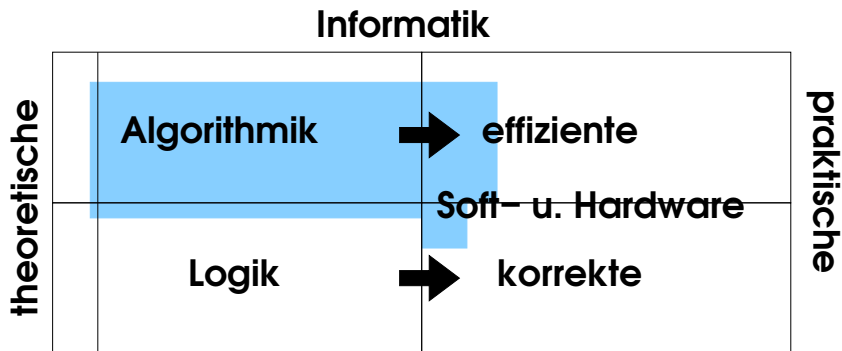 Informatik
theoretische
Algorithmik
effiziente
praktische
Soft– u. Hardware
Logik
korrekte